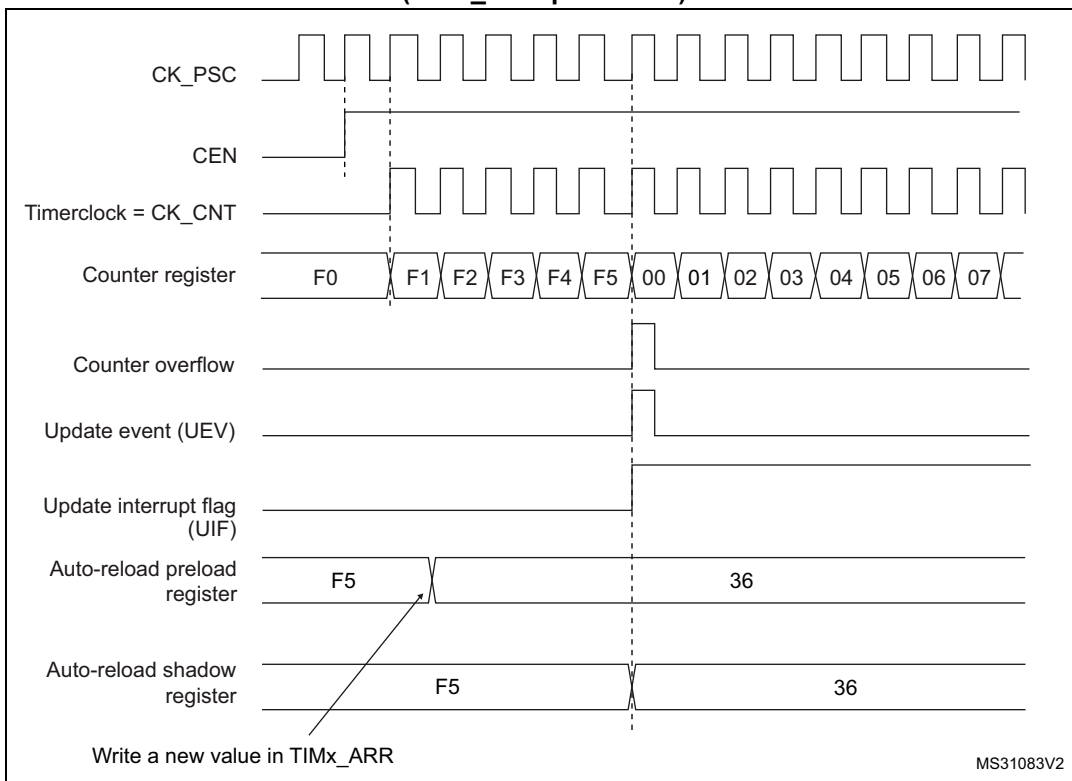 CK_PSC
CEN
Timerclock = CK_CNT
Counter register F0 F1 F2 F3 F4 F5 00 01 02 03 04 05 06 07
Counter overflow
Update event (UEV)
Update interrupt flag
(UIF)
Auto-reload preload
register
F5 36
Auto-reload shadow
register
F5 36
Write a new value in TIMx_ARR
MS31083V2